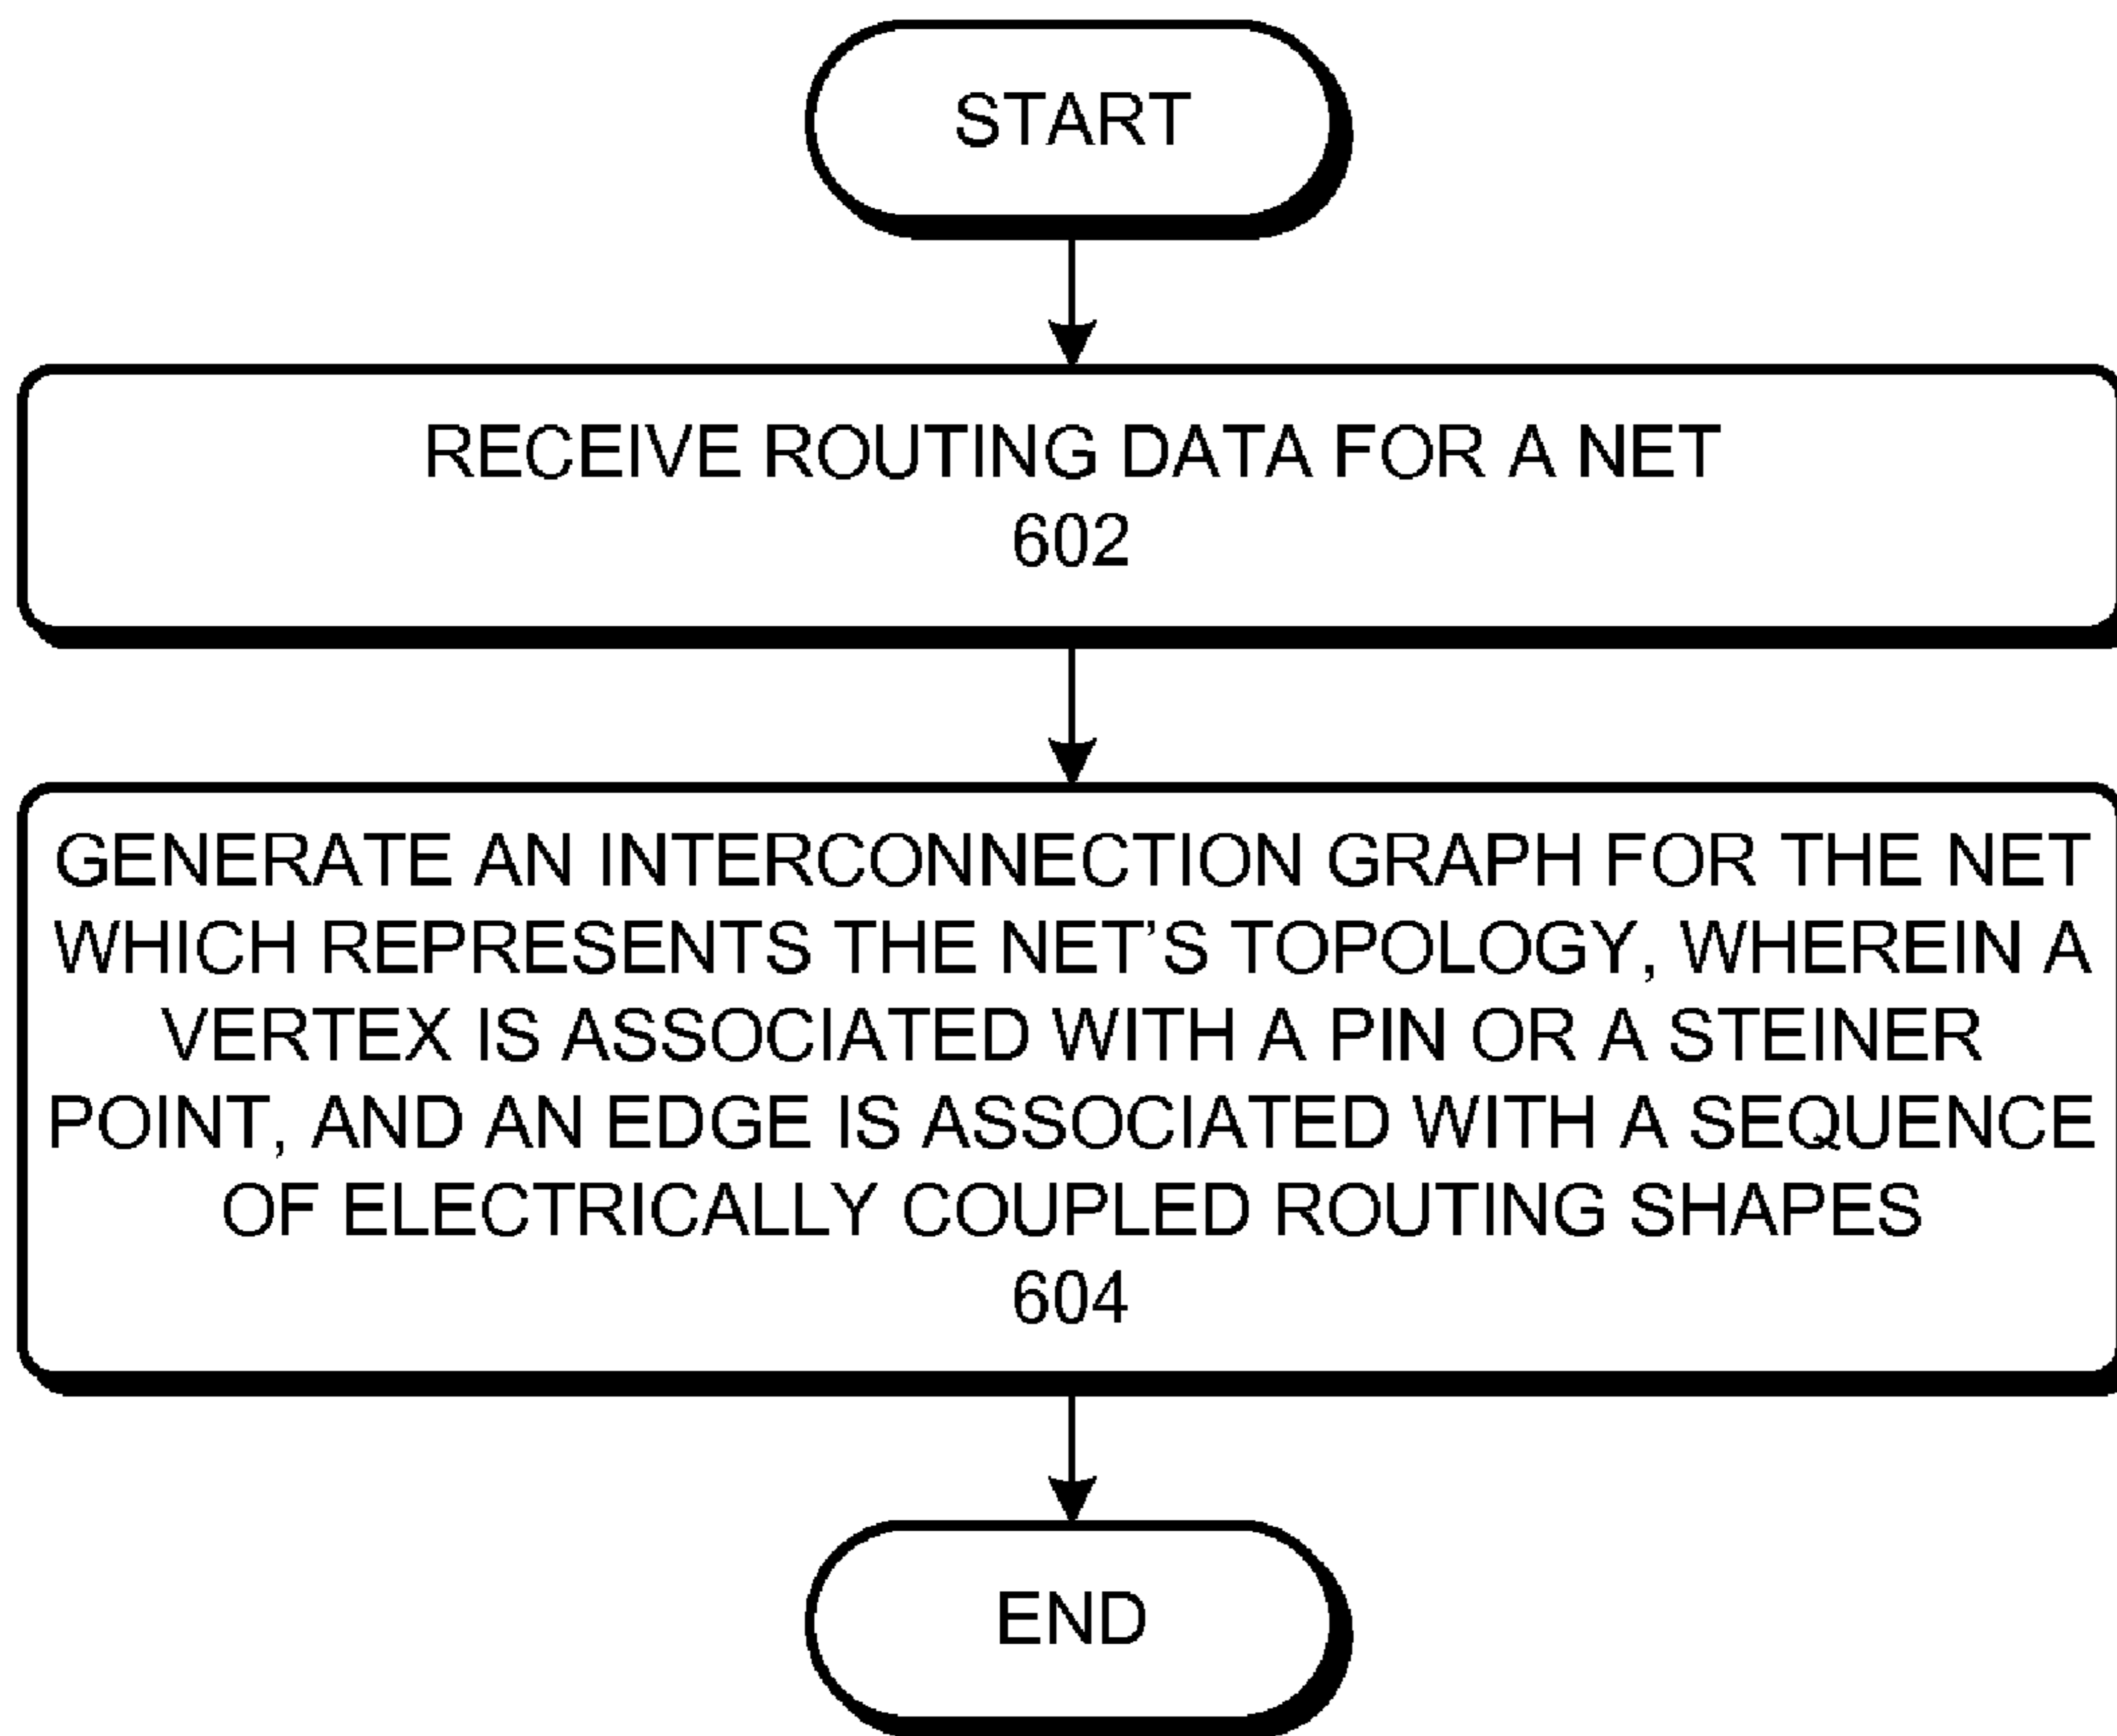 START
RECEIVE ROUTING DATA FOR A NET
602
GENERATE AN INTERCONNECTION GRAPH FOR THE NET
WHICH REPRESENTS THE NET'S TOPOLOGY, WHEREIN A
VERTEX IS ASSOCIATED WITH A PIN OR A STEINER
POINT, AND AN EDGE IS ASSOCIATED WITH A SEQUENCE
OF ELECTRICALLY COUPLED ROUTING SHAPES
604
END